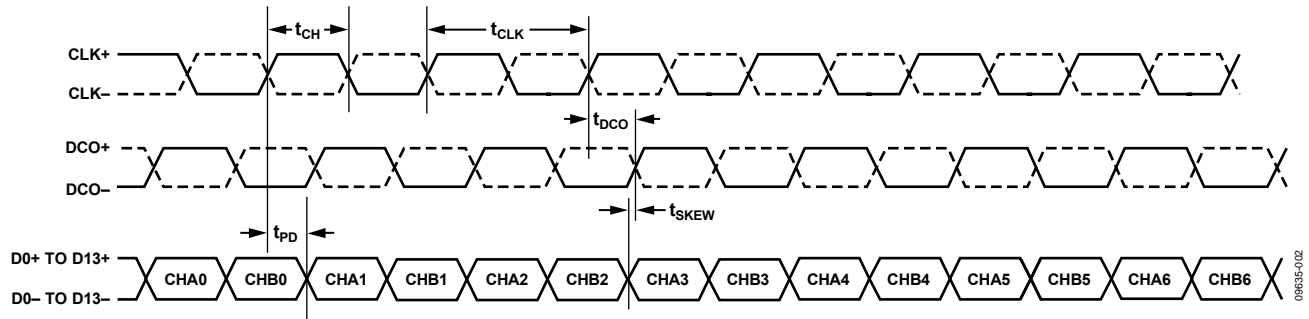 tCH
tCLK
CLK+
CLK–
tDCO
DCO+
DCO–
tSKEW
tPD
D0+ TO D13+
CHA0 CHB0 CHA1 CHB1 CHA2 CHB2 CHA3 CHB3 CHA4 CHB4 CHA5 CHB5 CHA6 CHB6
D0– TO D13–
09635-002